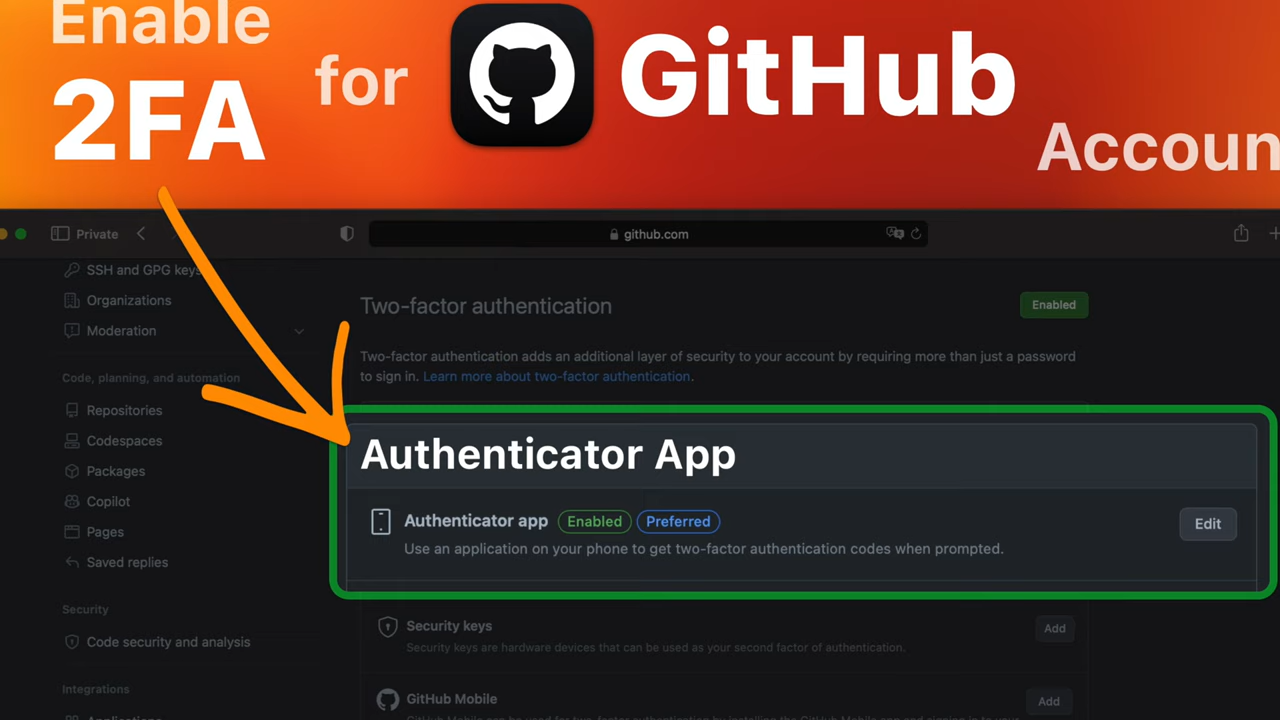 Enable
2FA
for
GitHub
Account
Private
github.com
SSH and GPG keys
Organizations
Moderation
Code, planning, and automation
Repositories
Codespaces
Packages
Copilot
Pages
Saved replies
Security
Code security and analysis
Integrations
Two-factor authentication
Enabled
Two-factor authentication adds an additional layer of security to your account by requiring more than just a password
to sign in. Learn more about two-factor authentication.
Authenticator App
Authenticator app Enabled Preferred
Edit
Use an application on your phone to get two-factor authentication codes when prompted.
Security keys
Add
Security keys are hardware devices that can be used as your second factor of authentication.
GitHub Mobile
Add